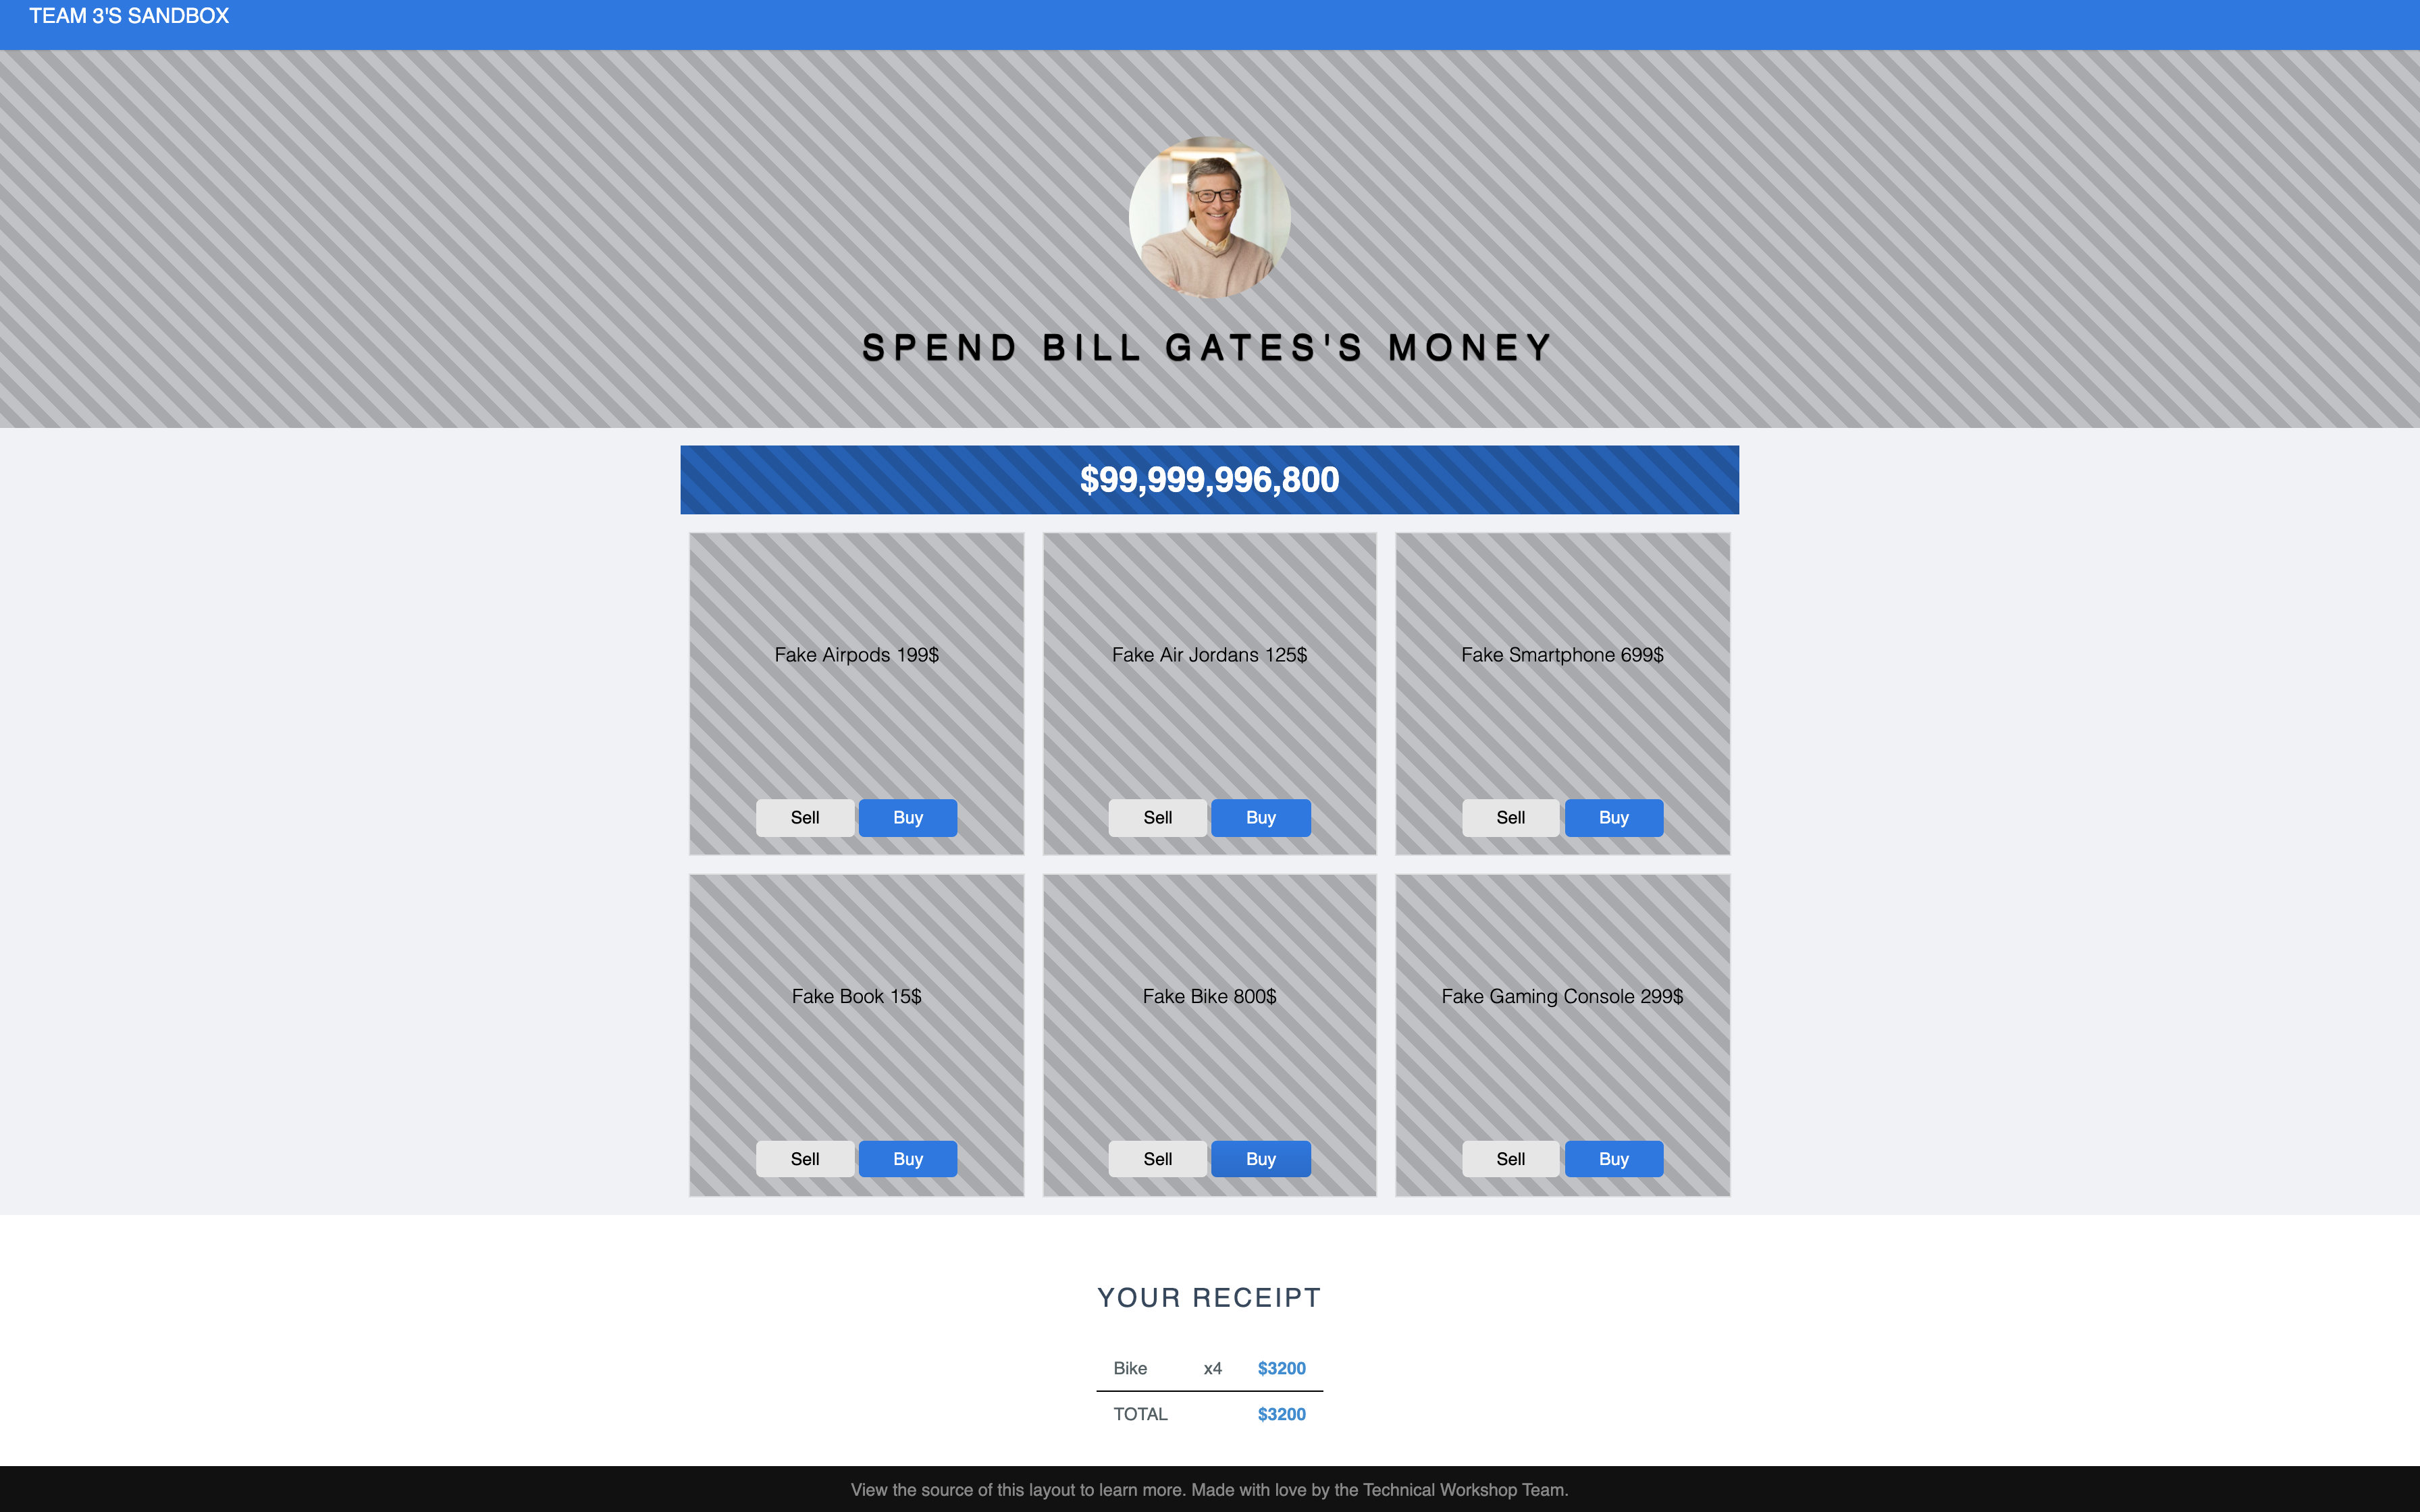 TEAM 3'S SANDBOX
SPEND BILL GATES'S MONEY
$99,999,996,800
Fake Airpods 199$
Sell
Buy
Fake Air Jordans 125$
Sell
Buy
Fake Smartphone 699$
Sell
Buy
Fake Book 15$
Sell
Buy
Fake Bike 800$
Sell
Buy
Fake Gaming Console 299$
Sell
Buy
YOUR RECEIPT
Bike x4 $3200
TOTAL $3200
View the source of this layout to learn more. Made with love by the Technical Workshop Team.